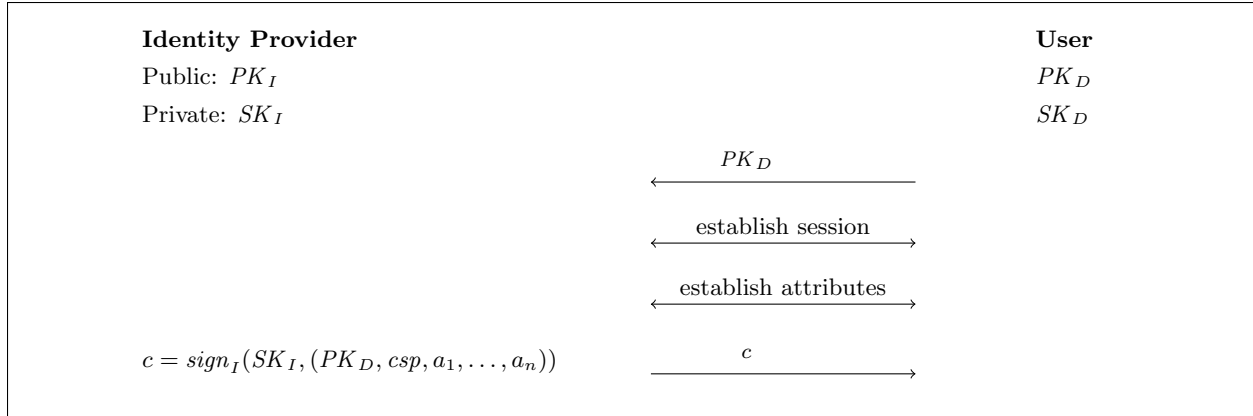 Identity Provider User
Public: PK_I PK_D
Private: SK_I SK_D
PK_D
establish session
establish attributes
c = sign_I(SK_I, (PK_D, csp, a_1, . . . , a_n)) c